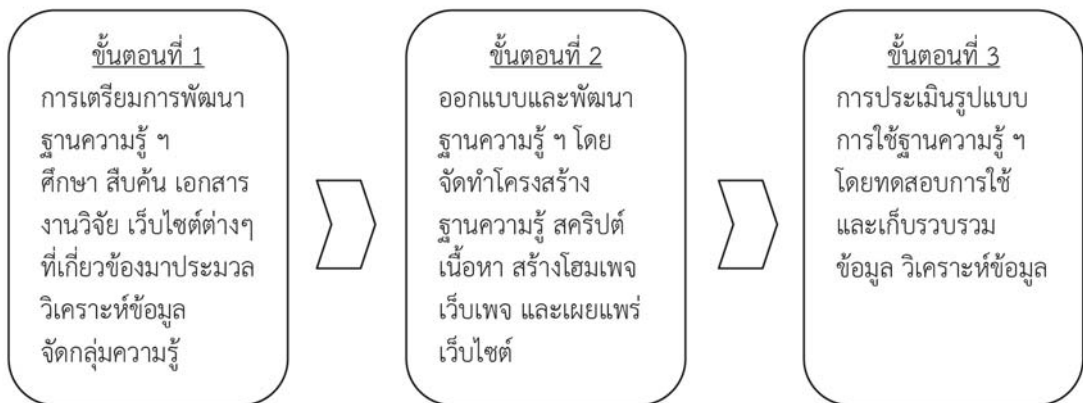 ขั้นตอนที่ 1
การเตรียมการพัฒนา
ฐานความรู้ ฯ
ศึกษา สืบค้น เอกสาร
งานวิจัย เว็บไซต์ต่างๆ
ที่เกี่ยวข้องมาประมวล
วิเคราะห์ข้อมูล
จัดกลุ่มความรู้
ขั้นตอนที่ 2
ออกแบบและพัฒนา
ฐานความรู้ ฯ โดย
จัดทำโครงสร้าง
ฐานความรู้ สคริปต์
เนื้อหา สร้างโฮมเพจ
เว็บเพจ และเผยแพร่
เว็บไซต์
ขั้นตอนที่ 3
การประเมินรูปแบบ
การใช้ฐานความรู้ ฯ
โดยทดสอบการใช้
และเก็บรวบรวม
ข้อมูล วิเคราะห์ข้อมูล